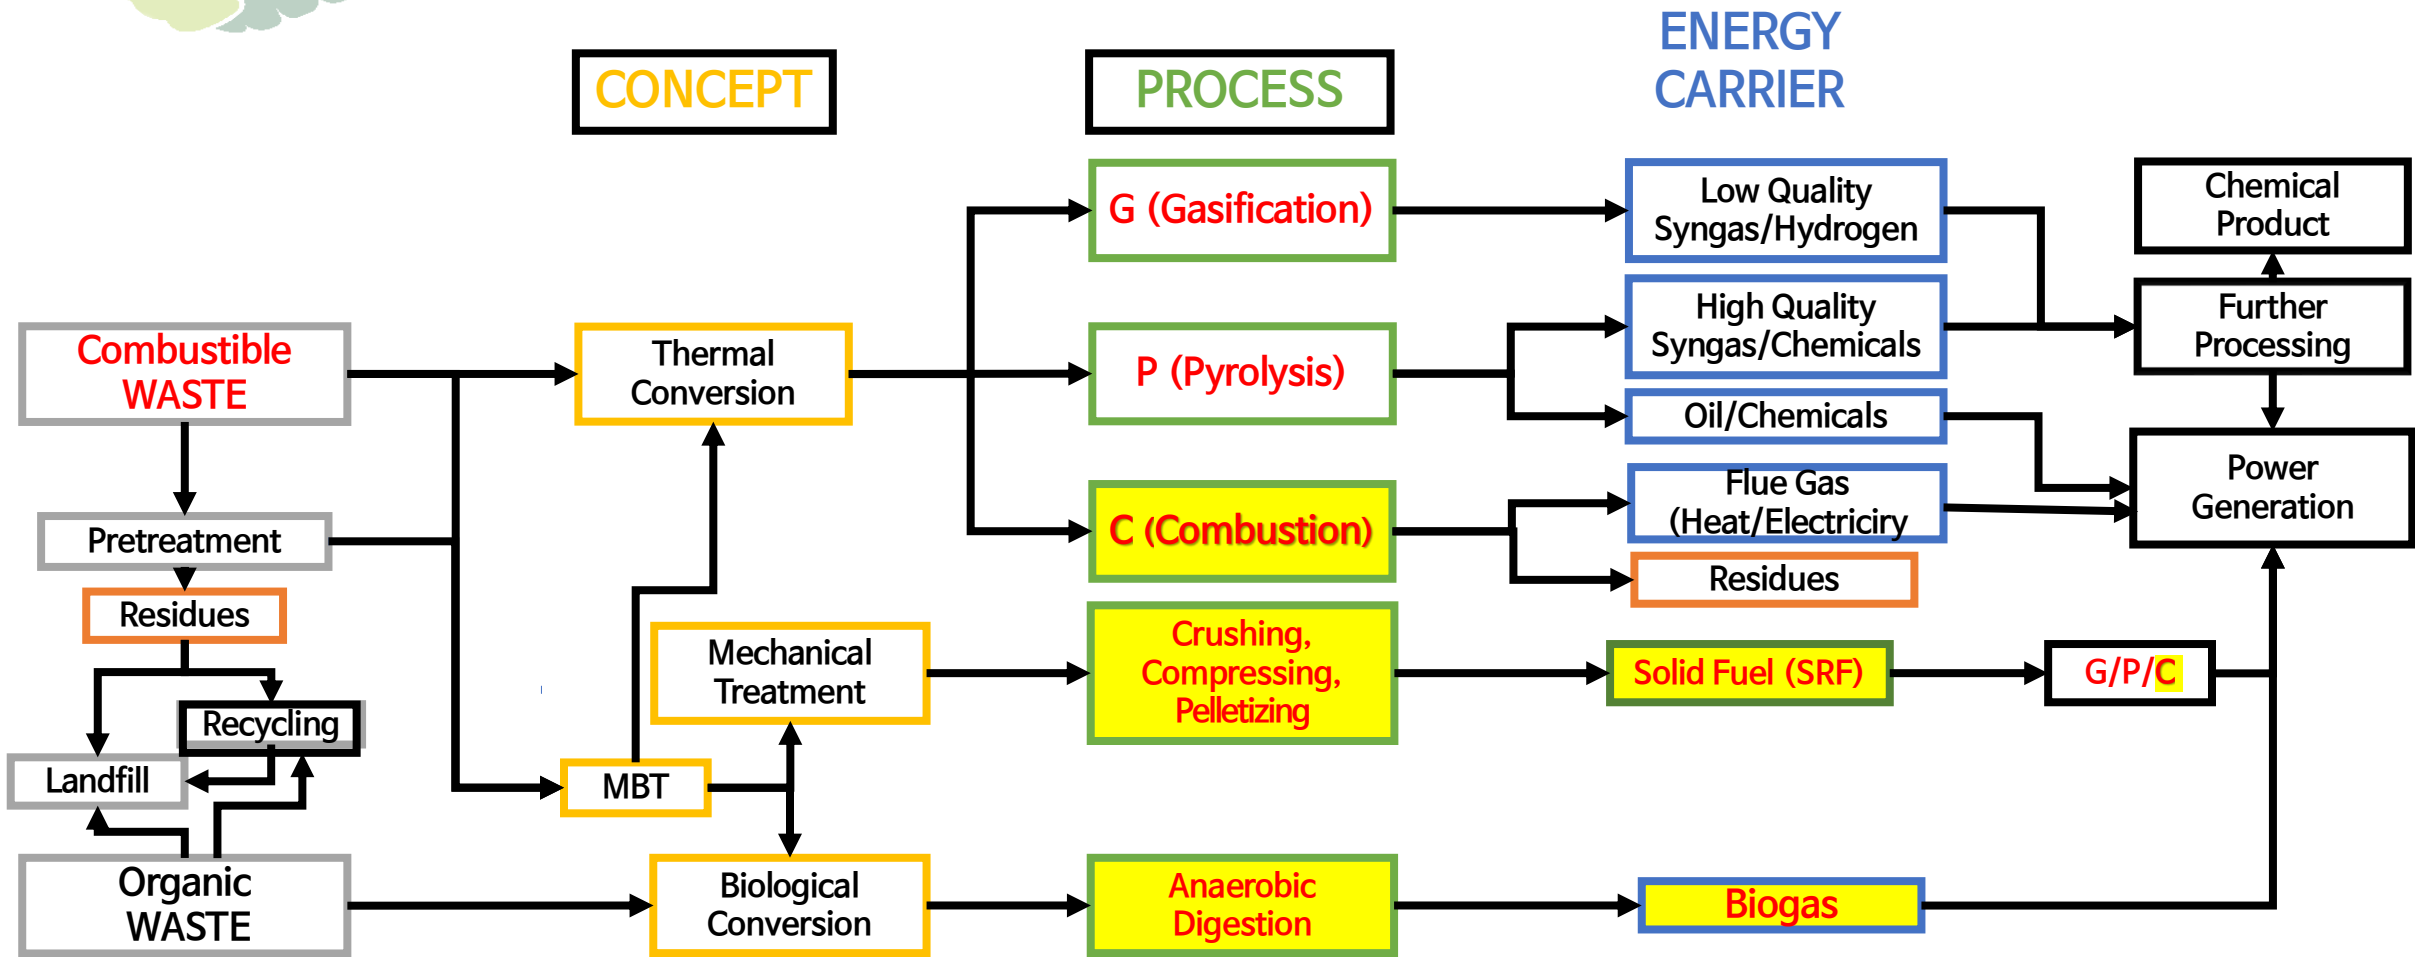 CONCEPT
PROCESS
ENERGY
CARRIER
G (Gasification)
Low Quality
Syngas/Hydrogen
Chemical
Product
Combustible
WASTE
Thermal
Conversion
P (Pyrolysis)
High Quality
Syngas/Chemicals
Further
Processing
Oil/Chemicals
Pretreatment
C (Combustion)
Flue Gas
(Heat/Electriciry
Power
Generation
Residues
Residues
Mechanical
Treatment
Crushing,
Compressing,
Pelletizing
Solid Fuel (SRF)
G/P/C
Recycling
Landfill
MBT
Organic
WASTE
Biological
Conversion
Anaerobic
Digestion
Biogas